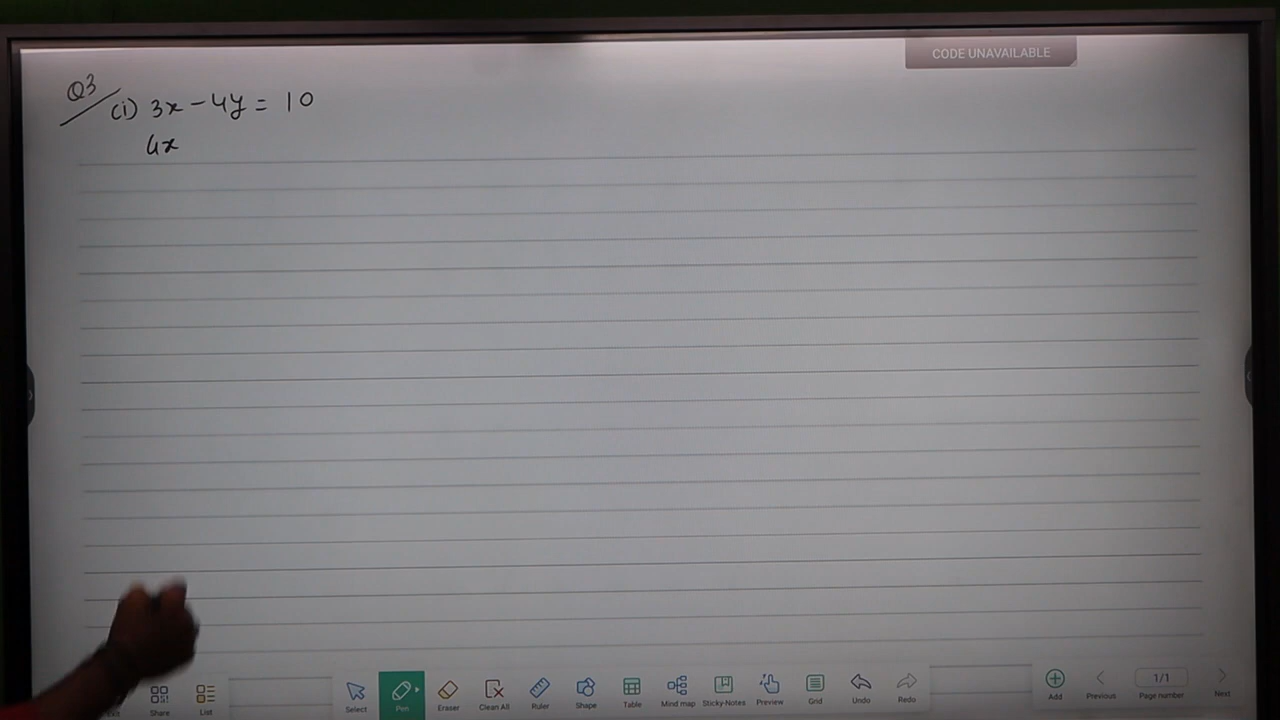 CODE UNAVAILABLE
Q3
(i) 3x - 4y = 10
4x
Share
List
Select
Pen
Eraser
Clean All
Ruler
Shape
Table
Mind map
Sticky-Notes
Preview
Grid
Undo
Redo
Add
Previous
1/1
Page number
Next